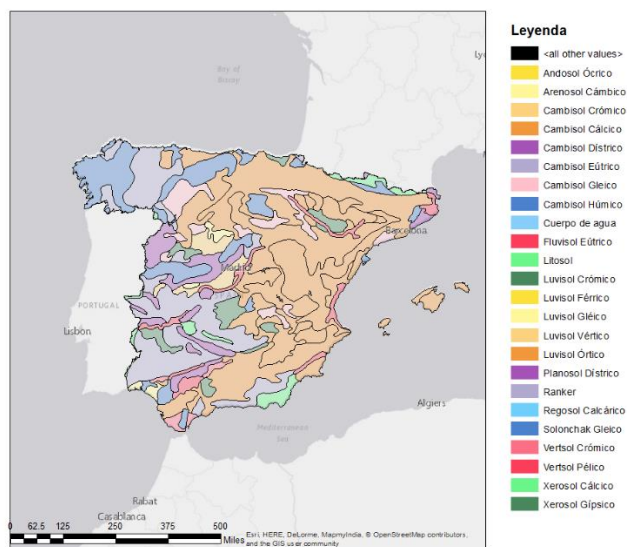 Bay of
Biscay
PORTUGAL
Lisbon
Madrid
Barcelona
Mediterranean
Sea
Algiers
Rabat
Casablanca
0 62.5 125 250 375 500
Miles
Esri, HERE, DeLorme, MapmyIndia, © OpenStreetMap contributors,
and the GIS user community
Leyenda
<all other values>
Andosol Ócrico
Arenosol Cámbico
Cambisol Crómico
Cambisol Cálcico
Cambisol Dístrico
Cambisol Eútrico
Cambisol Gleico
Cambisol Húmico
Cuerpo de agua
Fluvisol Eútrico
Litosol
Luvisol Crómico
Luvisol Férrico
Luvisol Gléico
Luvisol Vértico
Luvisol Órtico
Planosol Dístrico
Ranker
Regosol Calcárico
Solonchak Gleico
Vertsol Crómico
Vertsol Pélico
Xerosol Cálcico
Xerosol Gípsico